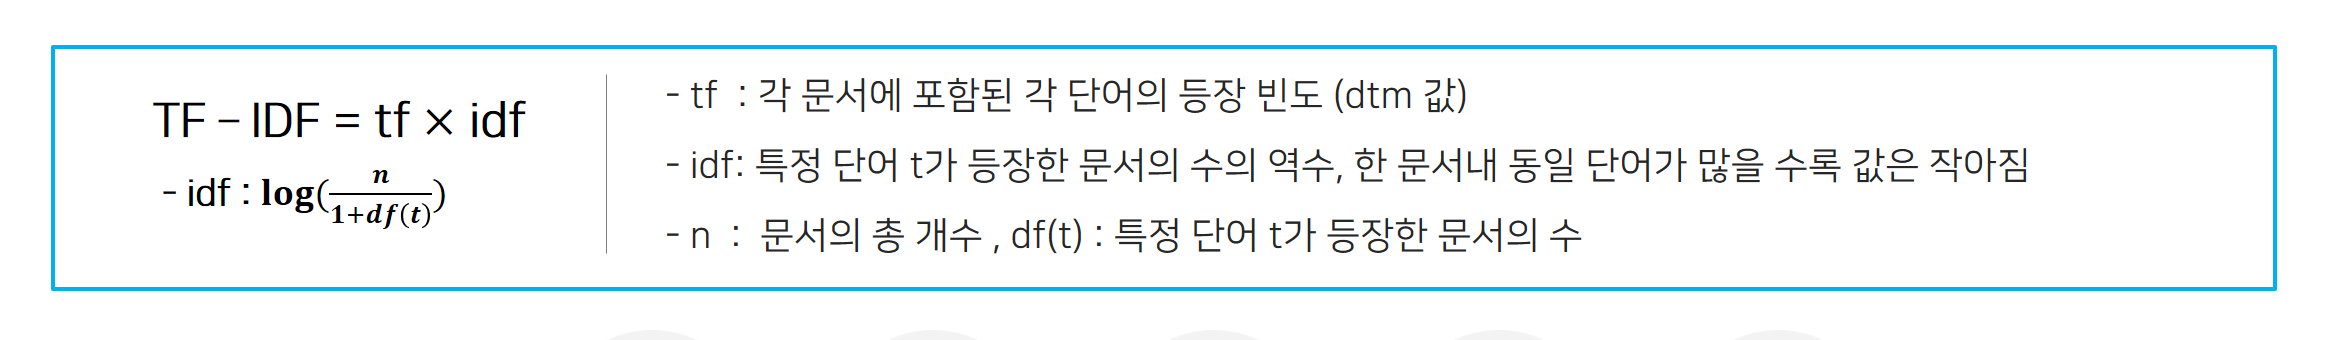 TF – IDF = tf × idf
- idf : log(n/1+df(t))
- tf : 각 문서에 포함된 각 단어의 등장 빈도 (dtm 값)
- idf: 특정 단어 t가 등장한 문서의 수의 역수, 한 문서내 동일 단어가 많을 수록 값은 작아짐
- n : 문서의 총 개수 , df(t) : 특정 단어 t가 등장한 문서의 수